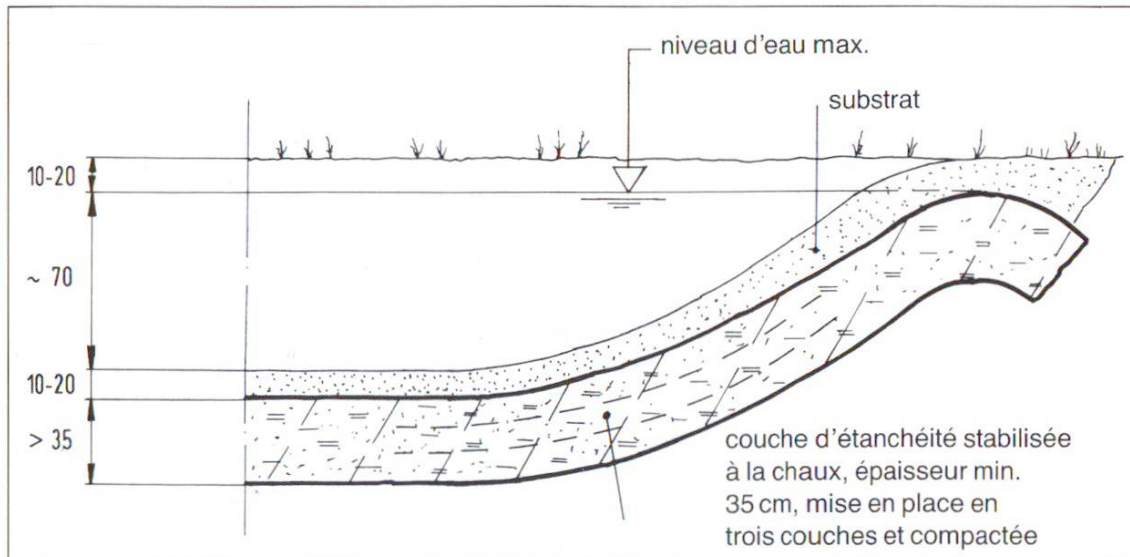 niveau d'eau max.
substrat
10-20
~ 70
10-20
> 35
couche d'étanchéité stabilisée
à la chaux, épaisseur min.
35 cm, mise en place en
trois couches et compactée